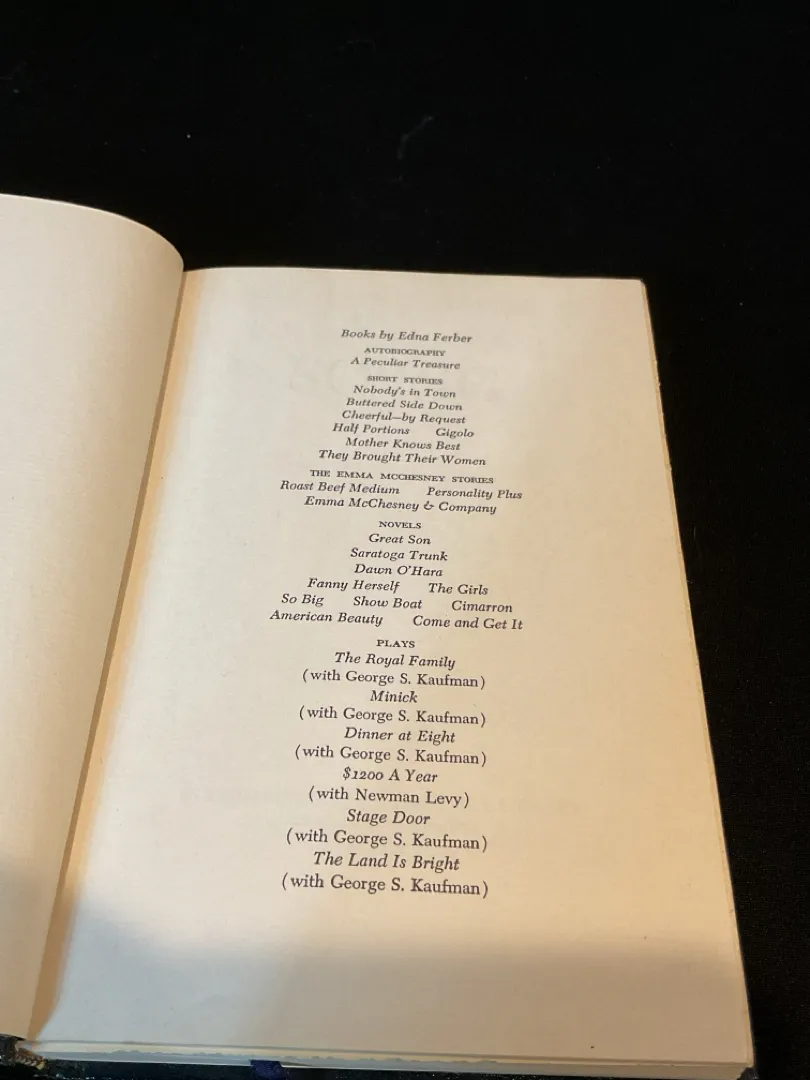 Books by Edna Ferber
AUTOBIOGRAPHY
A Peculiar Treasure
SHORT STORIES
Nobody's in Town
Buttered Side Down
Cheerful—by Request
Half Portions Gigolo
Mother Knows Best
They Brought Their Women
THE EMMA MCCHESNEY STORIES
Roast Beef Medium Personality Plus
Emma McChesney & Company
NOVELS
Great Son
Saratoga Trunk
Dawn O'Hara
Fanny Herself The Girls
So Big Show Boat Cimarron
American Beauty Come and Get It
PLAYS
The Royal Family
(with George S. Kaufman)
Minick
(with George S. Kaufman)
Dinner at Eight
(with George S. Kaufman)
$1200 A Year
(with Newman Levy)
Stage Door
(with George S. Kaufman)
The Land Is Bright
(with George S. Kaufman)